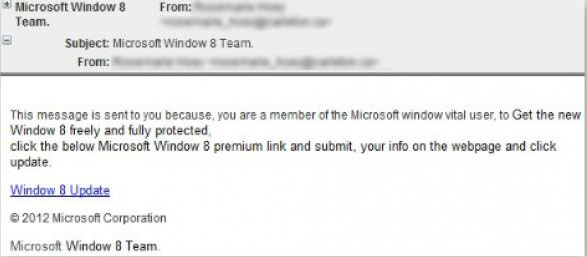 Microsoft Window 8 From:
Team.
Subject: Microsoft Window 8 Team.
From:
This message is sent to you because, you are a member of the Microsoft window vital user, to Get the new
Window 8 freely and fully protected,
click the below Microsoft Window 8 premium link and submit, your info on the webpage and click
update.
Window 8 Update
© 2012 Microsoft Corporation
Microsoft Window 8 Team.